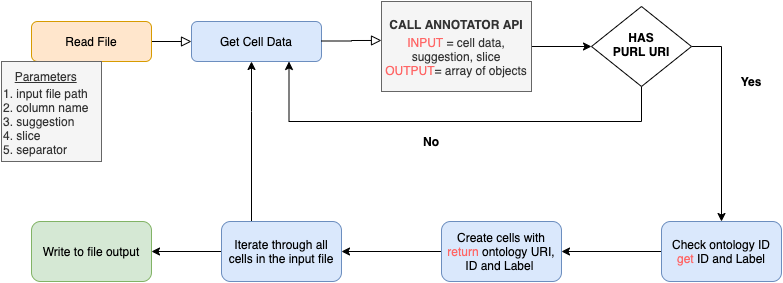 Read File
Get Cell Data
CALL ANNOTATOR API
INPUT = cell data,
suggestion, slice
OUTPUT= array of objects
HAS
PURL URI
Parameters
1. input file path
2. column name
3. suggestion
4. slice
5. separator
Yes
No
Write to file output
Iterate through all
cells in the input file
Create cells with
return ontology URI,
ID and Label
Check ontology ID
get ID and Label